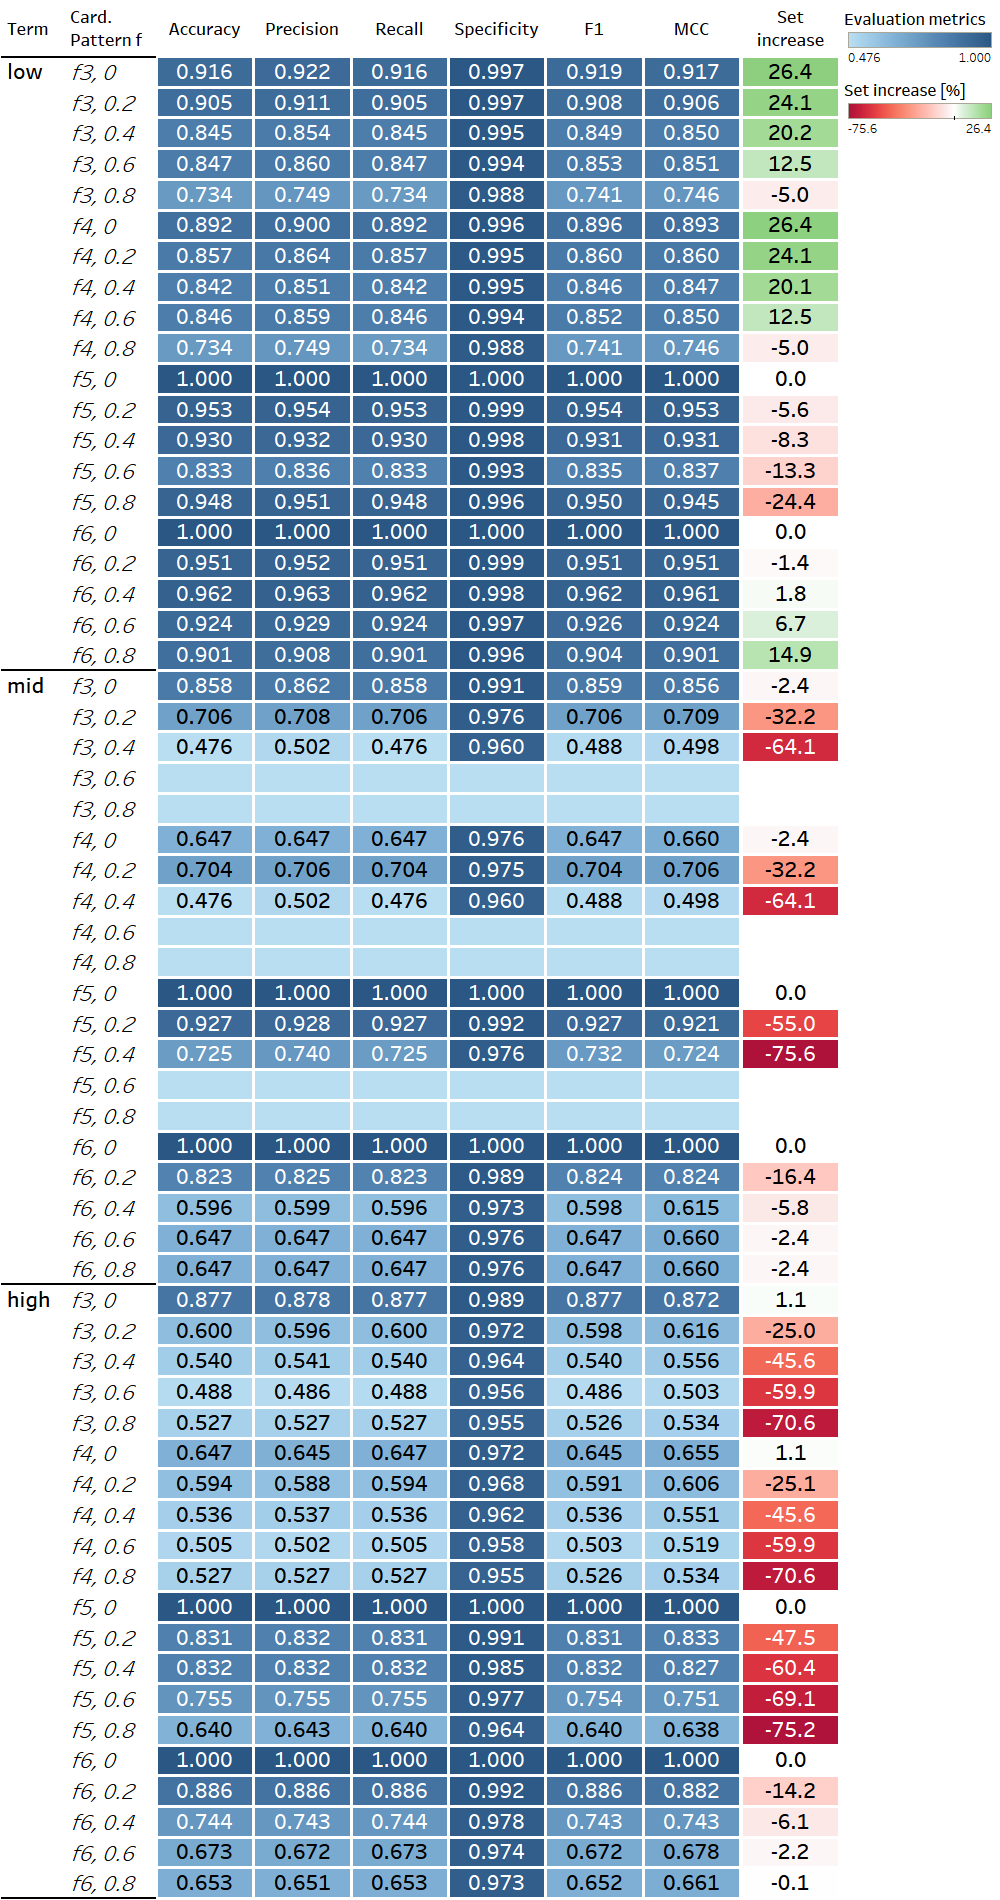 Term Card. Pattern f Accuracy Precision Recall Specificity F1 MCC Set increase
Evaluation metrics
0.476 1.000
Set increase [%]
-75.6 26.4
low f3, 0 0.916 0.922 0.916 0.997 0.919 0.917 26.4
f3, 0.2 0.905 0.911 0.905 0.997 0.908 0.906 24.1
f3, 0.4 0.845 0.854 0.845 0.995 0.849 0.850 20.2
f3, 0.6 0.847 0.860 0.847 0.994 0.853 0.851 12.5
f3, 0.8 0.734 0.749 0.734 0.988 0.741 0.746 -5.0
f4, 0 0.892 0.900 0.892 0.996 0.896 0.893 26.4
f4, 0.2 0.857 0.864 0.857 0.995 0.860 0.860 24.1
f4, 0.4 0.842 0.851 0.842 0.995 0.846 0.847 20.1
f4, 0.6 0.846 0.859 0.846 0.994 0.852 0.850 12.5
f4, 0.8 0.734 0.749 0.734 0.988 0.741 0.746 -5.0
f5, 0 1.000 1.000 1.000 1.000 1.000 1.000 0.0
f5, 0.2 0.953 0.954 0.953 0.999 0.954 0.953 -5.6
f5, 0.4 0.930 0.932 0.930 0.998 0.931 0.931 -8.3
f5, 0.6 0.833 0.836 0.833 0.993 0.835 0.837 -13.3
f5, 0.8 0.948 0.951 0.948 0.996 0.950 0.945 -24.4
f6, 0 1.000 1.000 1.000 1.000 1.000 1.000 0.0
f6, 0.2 0.951 0.952 0.951 0.999 0.951 0.951 -1.4
f6, 0.4 0.962 0.963 0.962 0.998 0.962 0.961 1.8
f6, 0.6 0.924 0.929 0.924 0.997 0.926 0.924 6.7
f6, 0.8 0.901 0.908 0.901 0.996 0.904 0.901 14.9
mid f3, 0 0.858 0.862 0.858 0.991 0.859 0.856 -2.4
f3, 0.2 0.706 0.708 0.706 0.976 0.706 0.709 -32.2
f3, 0.4 0.476 0.502 0.476 0.960 0.488 0.498 -64.1
f3, 0.6
f3, 0.8
f4, 0 0.647 0.647 0.647 0.976 0.647 0.660 -2.4
f4, 0.2 0.704 0.706 0.704 0.975 0.704 0.706 -32.2
f4, 0.4 0.476 0.502 0.476 0.960 0.488 0.498 -64.1
f4, 0.6
f4, 0.8
f5, 0 1.000 1.000 1.000 1.000 1.000 1.000 0.0
f5, 0.2 0.927 0.928 0.927 0.992 0.927 0.921 -55.0
f5, 0.4 0.725 0.740 0.725 0.976 0.732 0.724 -75.6
f5, 0.6
f5, 0.8
f6, 0 1.000 1.000 1.000 1.000 1.000 1.000 0.0
f6, 0.2 0.823 0.825 0.823 0.989 0.824 0.824 -16.4
f6, 0.4 0.596 0.599 0.596 0.973 0.598 0.615 -5.8
f6, 0.6 0.647 0.647 0.647 0.976 0.647 0.660 -2.4
f6, 0.8 0.647 0.647 0.647 0.976 0.647 0.660 -2.4
high f3, 0 0.877 0.878 0.877 0.989 0.877 0.872 1.1
f3, 0.2 0.600 0.596 0.600 0.972 0.598 0.616 -25.0
f3, 0.4 0.540 0.541 0.540 0.964 0.540 0.556 -45.6
f3, 0.6 0.488 0.486 0.488 0.956 0.486 0.503 -59.9
f3, 0.8 0.527 0.527 0.527 0.955 0.526 0.534 -70.6
f4, 0 0.647 0.645 0.647 0.972 0.645 0.655 1.1
f4, 0.2 0.594 0.588 0.594 0.968 0.591 0.606 -25.1
f4, 0.4 0.536 0.537 0.536 0.962 0.536 0.551 -45.6
f4, 0.6 0.505 0.502 0.505 0.958 0.503 0.519 -59.9
f4, 0.8 0.527 0.527 0.527 0.955 0.526 0.534 -70.6
f5, 0 1.000 1.000 1.000 1.000 1.000 1.000 0.0
f5, 0.2 0.831 0.832 0.831 0.991 0.831 0.833 -47.5
f5, 0.4 0.832 0.832 0.832 0.985 0.832 0.827 -60.4
f5, 0.6 0.755 0.755 0.755 0.977 0.754 0.751 -69.1
f5, 0.8 0.640 0.643 0.640 0.964 0.640 0.638 -75.2
f6, 0 1.000 1.000 1.000 1.000 1.000 1.000 0.0
f6, 0.2 0.886 0.886 0.886 0.992 0.886 0.882 -14.2
f6, 0.4 0.744 0.743 0.744 0.978 0.743 0.743 -6.1
f6, 0.6 0.673 0.672 0.673 0.974 0.672 0.678 -2.2
f6, 0.8 0.653 0.651 0.653 0.973 0.652 0.661 -0.1